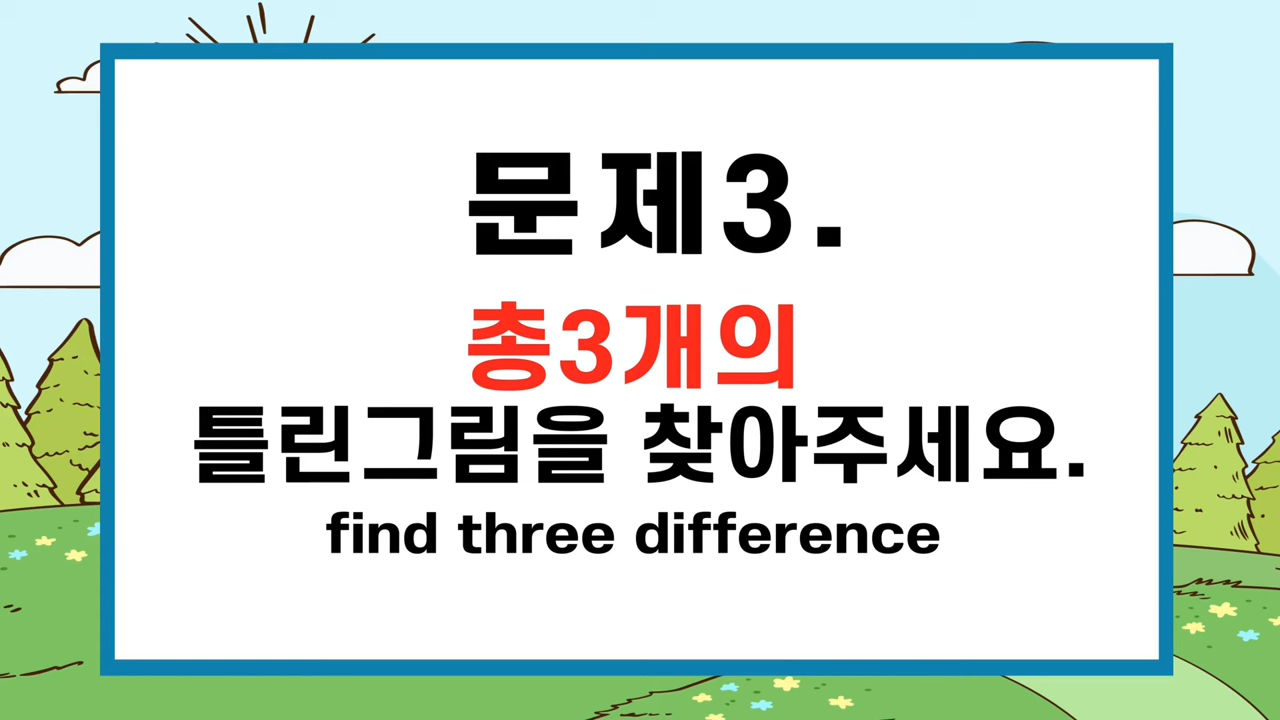 문제3.
총3개의
틀린그림을 찾아주세요.
find three difference